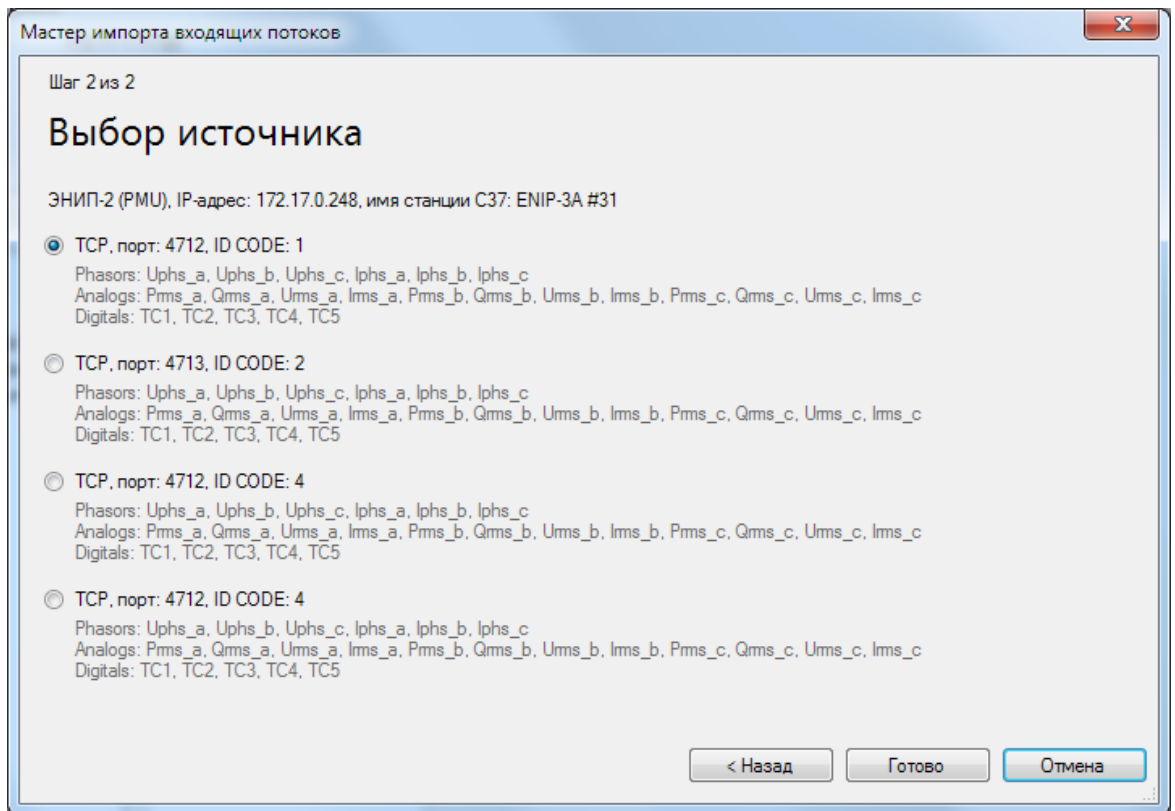 Мастер импорта входящих потоков
Шаг 2 из 2
Выбор источника
ЭНИП-2 (PMU), IP-адрес: 172.17.0.248, имя станции C37: ENIP-3A #31
TCP, порт: 4712, ID CODE: 1
Phasors: Uphs_a, Uphs_b, Uphs_c, Iphs_a, Iphs_b, Iphs_c
Analogs: Prms_a, Qrms_a, Urms_a, Irms_a, Prms_b, Qrms_b, Urms_b, Irms_b, Prms_c, Qrms_c, Urms_c, Irms_c
Digitals: TC1, TC2, TC3, TC4, TC5
TCP, порт: 4713, ID CODE: 2
Phasors: Uphs_a, Uphs_b, Uphs_c, Iphs_a, Iphs_b, Iphs_c
Analogs: Prms_a, Qrms_a, Urms_a, Irms_a, Prms_b, Qrms_b, Urms_b, Irms_b, Prms_c, Qrms_c, Urms_c, Irms_c
Digitals: TC1, TC2, TC3, TC4, TC5
TCP, порт: 4712, ID CODE: 4
Phasors: Uphs_a, Uphs_b, Uphs_c, Iphs_a, Iphs_b, Iphs_c
Analogs: Prms_a, Qrms_a, Urms_a, Irms_a, Prms_b, Qrms_b, Urms_b, Irms_b, Prms_c, Qrms_c, Urms_c, Irms_c
Digitals: TC1, TC2, TC3, TC4, TC5
TCP, порт: 4712, ID CODE: 4
Phasors: Uphs_a, Uphs_b, Uphs_c, Iphs_a, Iphs_b, Iphs_c
Analogs: Prms_a, Qrms_a, Urms_a, Irms_a, Prms_b, Qrms_b, Urms_b, Irms_b, Prms_c, Qrms_c, Urms_c, Irms_c
Digitals: TC1, TC2, TC3, TC4, TC5
< Назад Готово Отмена